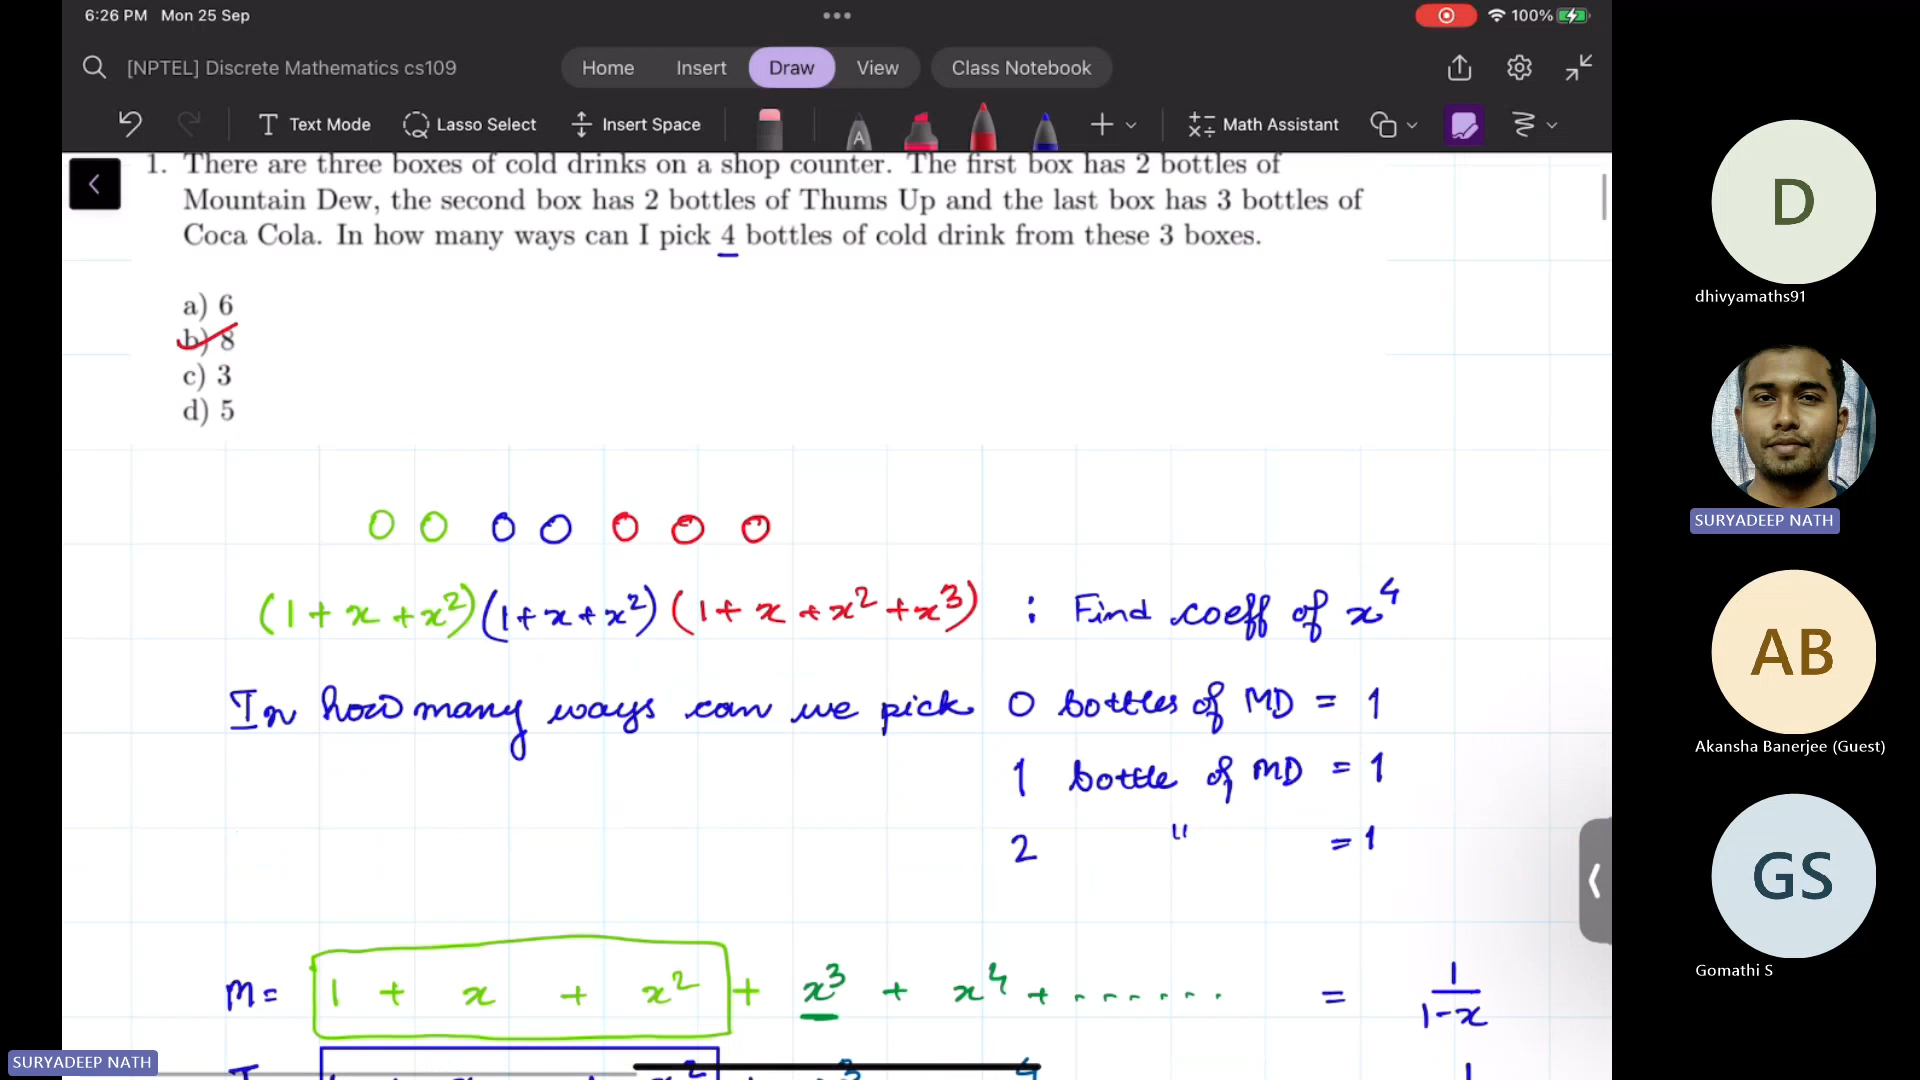 6:26 PM Mon 25 Sep
100%
[NPTEL] Discrete Mathematics cs109
Home Insert Draw View Class Notebook
Text Mode Lasso Select Insert Space Math Assistant
1. There are three boxes of cold drinks on a shop counter. The first box has 2 bottles of
Mountain Dew, the second box has 2 bottles of Thums Up and the last box has 3 bottles of
Coca Cola. In how many ways can I pick 4 bottles of cold drink from these 3 boxes.
a) 6
b) 8
c) 3
d) 5
(1 + x + x²) (1 + x + x²) (1 + x + x² + x³) : Find coeff of x⁴
In how many ways can we pick 0 bottles of MD = 1
1 bottle of MD = 1
2 " = 1
M = 1 + x + x² + x³ + x⁴ + ....... = 1/(1-x)
D
dhivyamaths91
SURYADEEP NATH
AB
Akansha Banerjee (Guest)
GS
Gomathi S
SURYADEEP NATH